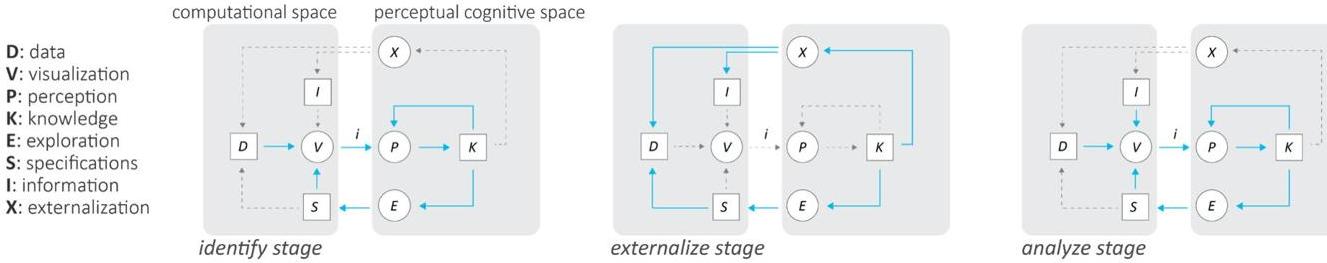 computational space perceptual cognitive space
D: data
V: visualization
P: perception
K: knowledge
E: exploration
S: specifications
I: information
X: externalization
X
I
D V i P K
S E
identify stage
X
I
D V i P K
S E
externalize stage
X
I
D V i P K
S E
analyze stage